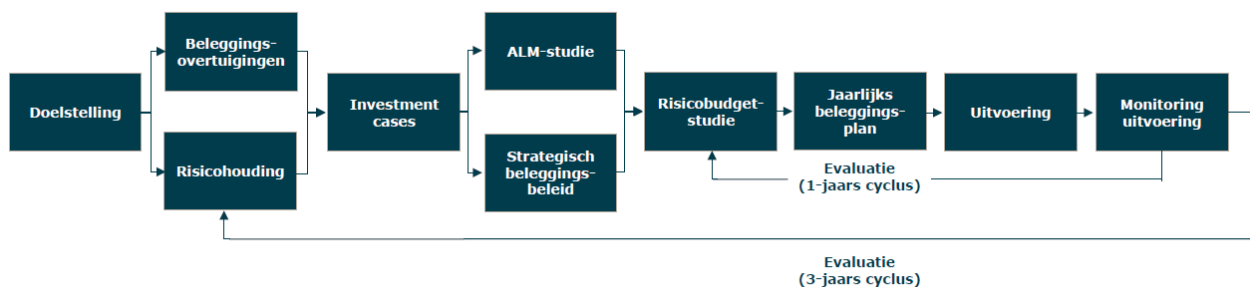 Doelstelling
Beleggings-
overtuigingen
Risicohouding
Investment
cases
ALM-studie
Strategisch
beleggings-
beleid
Risicobudget-
studie
Jaarlijks
beleggings-
plan
Uitvoering
Monitoring
uitvoering
Evaluatie
(1-jaars cyclus)
Evaluatie
(3-jaars cyclus)